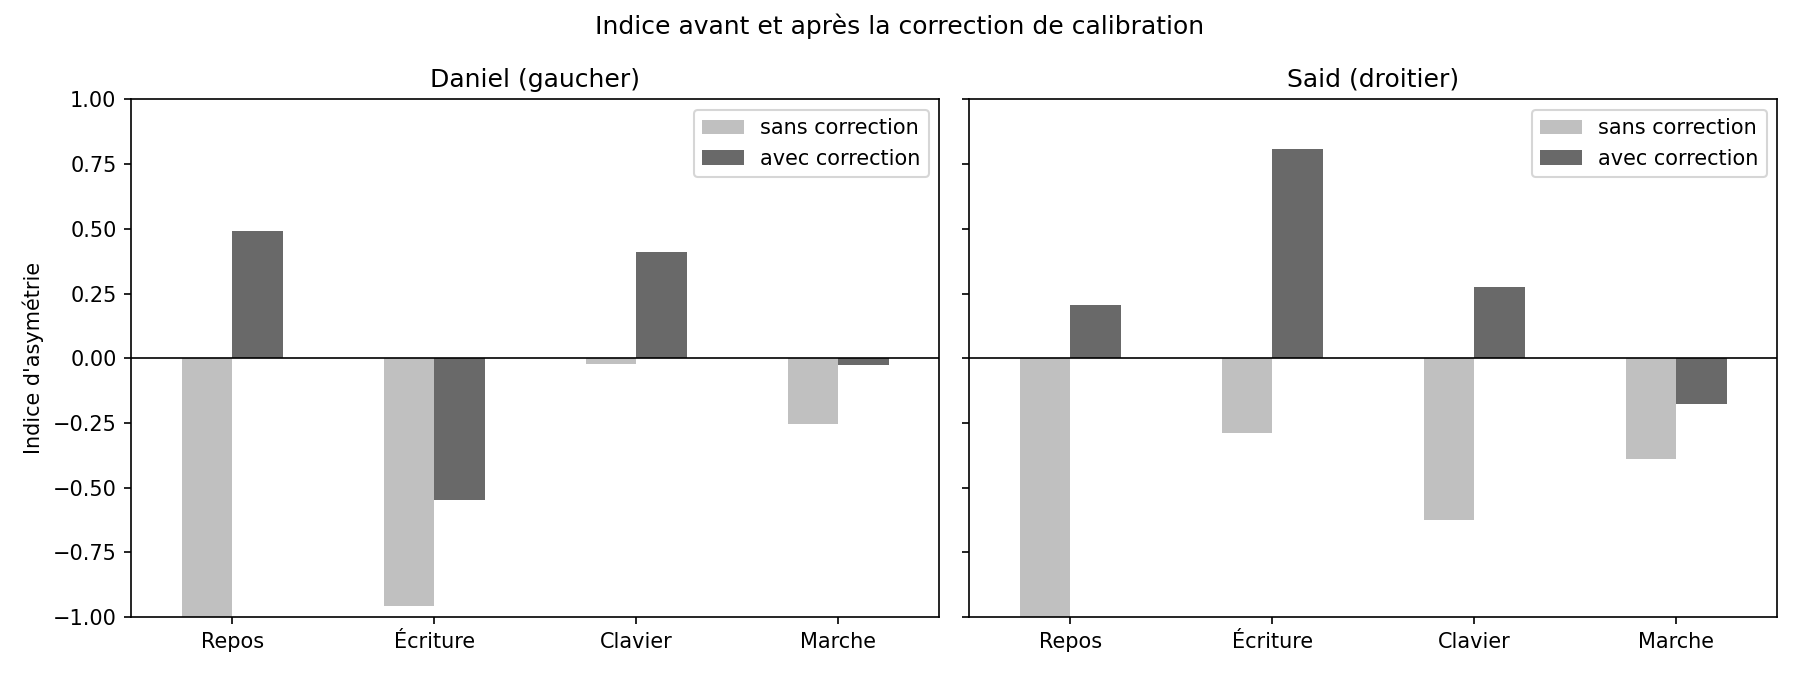 Indice avant et après la correction de calibration
Daniel (gaucher)
Indice d'asymétrie
1.00
0.75
0.50
0.25
0.00
−0.25
−0.50
−0.75
−1.00
sans correction
avec correction
Repos
Écriture
Clavier
Marche
Said (droitier)
sans correction
avec correction
Repos
Écriture
Clavier
Marche